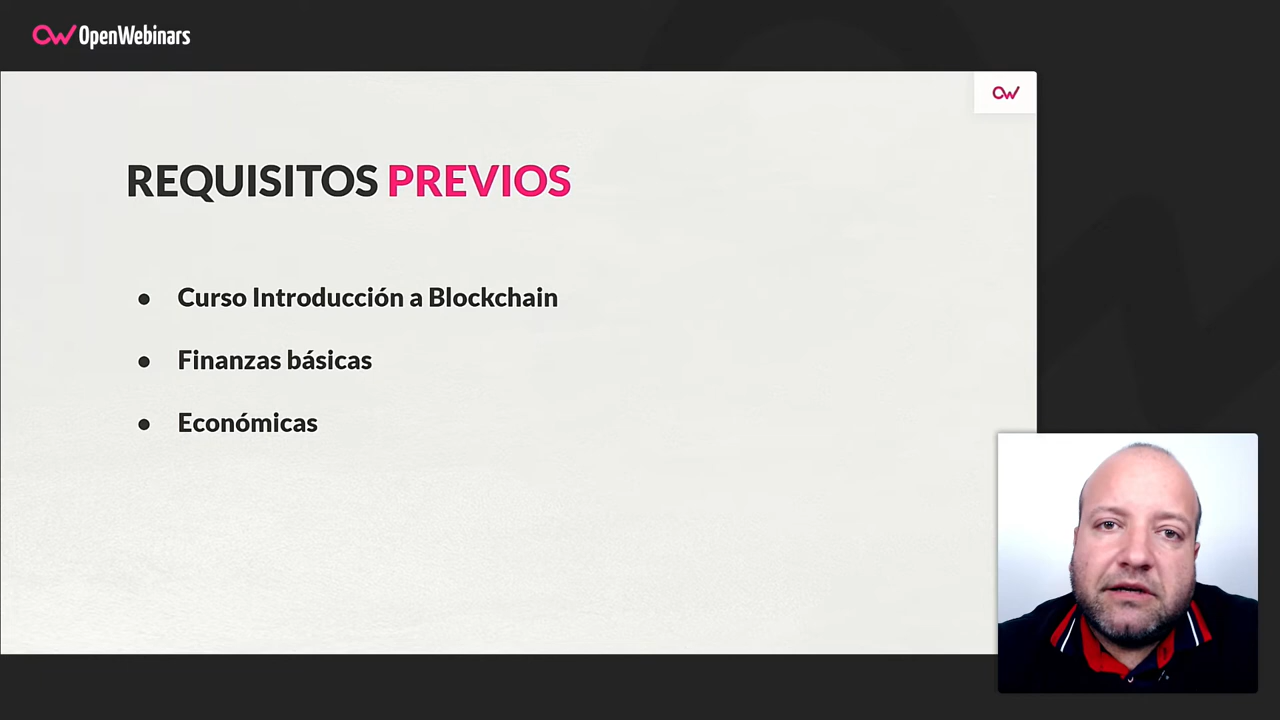 OpenWebinars
REQUISITOS PREVIOS
● Curso Introducción a Blockchain
● Finanzas básicas
● Económicas